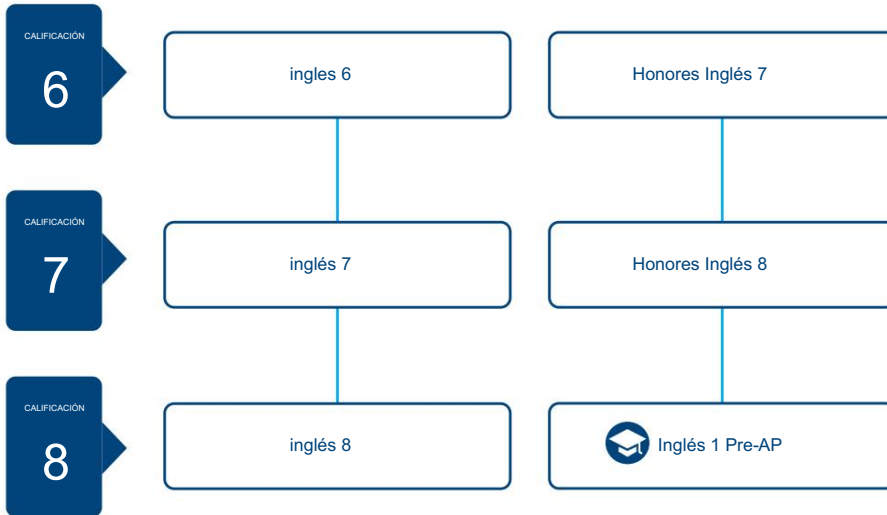 CALIFICACIÓN
6
ingles 6
Honores Inglés 7
CALIFICACIÓN
7
inglés 7
Honores Inglés 8
CALIFICACIÓN
8
inglés 8
Inglés 1 Pre-AP